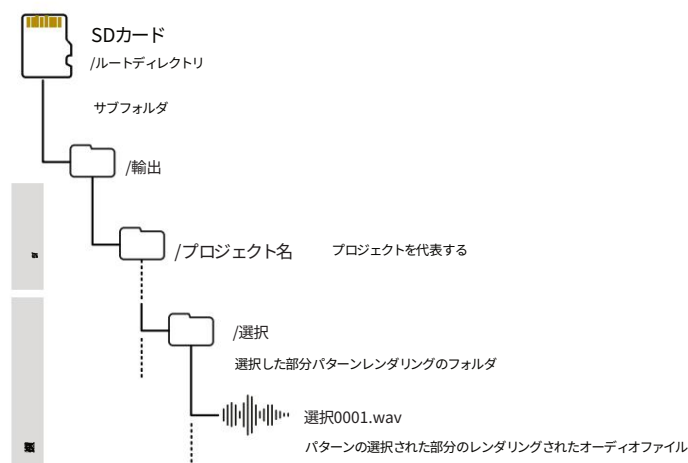 SDカード
/ルートディレクトリ
サブフォルダ
/輸出
/プロジェクト名 プロジェクトを代表する
/選択
選択した部分パターンレンダリングのフォルダ
選択0001.wav
パターンの選択された部分のレンダリングされたオーディオファイル